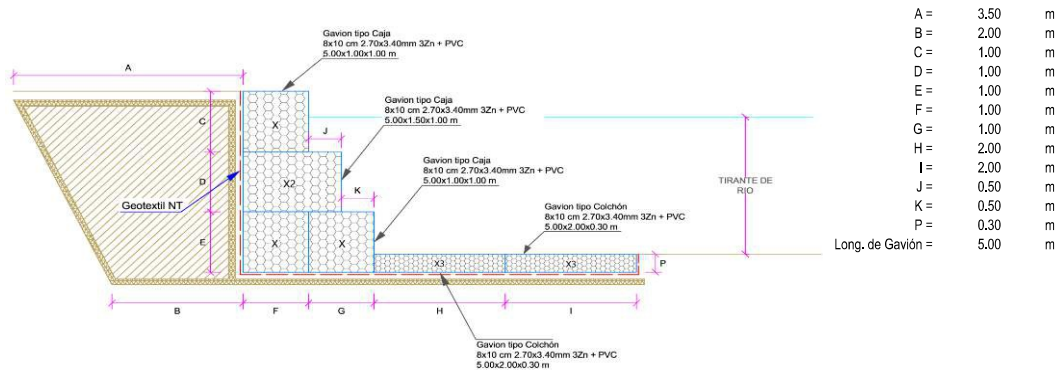 Gavion tipo Caja
8x10 cm 2.70x3.40mm 3Zn + PVC
5.00x1.00x1.00 m
A
Gavion tipo Caja
8x10 cm 2.70x3.40mm 3Zn + PVC
5.00x1.50x1.00 m
C
X
J
Gavion tipo Caja
8x10 cm 2.70x3.40mm 3Zn + PVC
5.00x1.00x1.00 m
D
X2
K
TIRANTE DE
RIO
Geotextil NT
Gavion tipo Colchón
8x10 cm 2.70x3.40mm 3Zn + PVC
5.00x2.00x0.30 m
E
X
X
X3
X3
P
B
F
G
H
I
Gavion tipo Colchón
8x10 cm 2.70x3.40mm 3Zn + PVC
5.00x2.00x0.30 m
A = 3.50 m
B = 2.00 m
C = 1.00 m
D = 1.00 m
E = 1.00 m
F = 1.00 m
G = 1.00 m
H = 2.00 m
I = 2.00 m
J = 0.50 m
K = 0.50 m
P = 0.30 m
Long. de Gavión = 5.00 m